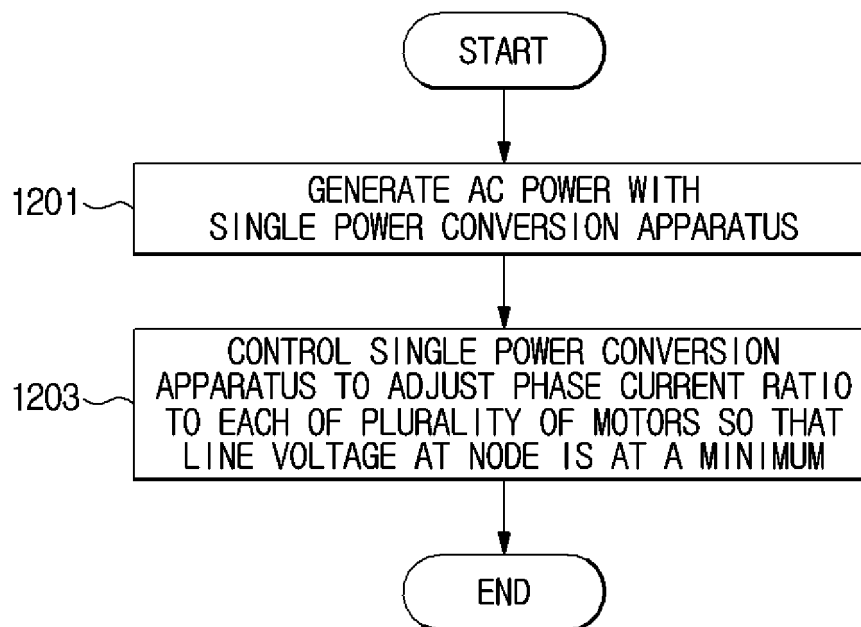 START
1201
GENERATE AC POWER WITH
SINGLE POWER CONVERSION APPARATUS
1203
CONTROL SINGLE POWER CONVERSION
APPARATUS TO ADJUST PHASE CURRENT RATIO
TO EACH OF PLURALITY OF MOTORS SO THAT
LINE VOLTAGE AT NODE IS AT A MINIMUM
END